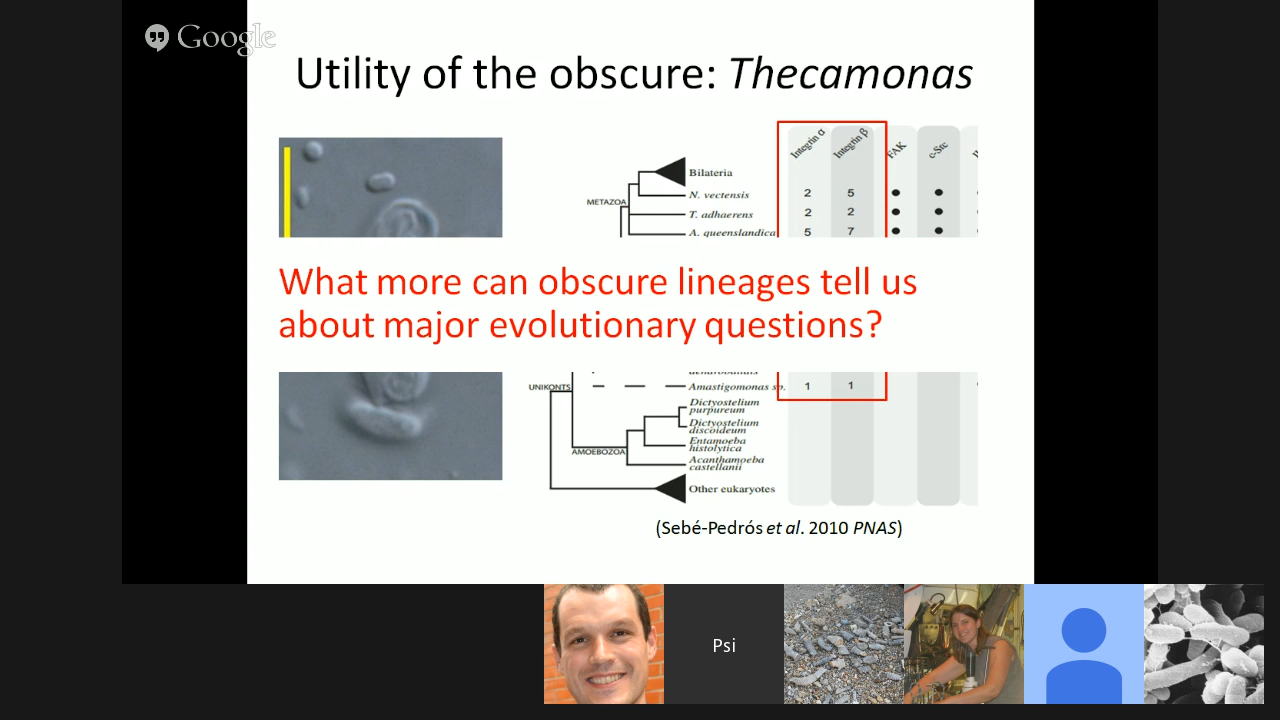 Google
Utility of the obscure: Thecamonas
Integrin α
Integrin β
FAK
c-Src
Bilateria
METAZOA
N. vectensis 2 5
T. adhaerens 2 2
A. queenslandica 5 7
What more can obscure lineages tell us
about major evolutionary questions?
UNIKONTS
Amastigomonas sp. 1 1
Dictyostelium
purpureum
Dictyostelium
discoideum
Entamoeba
histolytica
AMOEBOZOA
Acanthamoeba
castellanii
Other eukaryotes
(Sebé-Pedrós et al. 2010 PNAS)
Psi